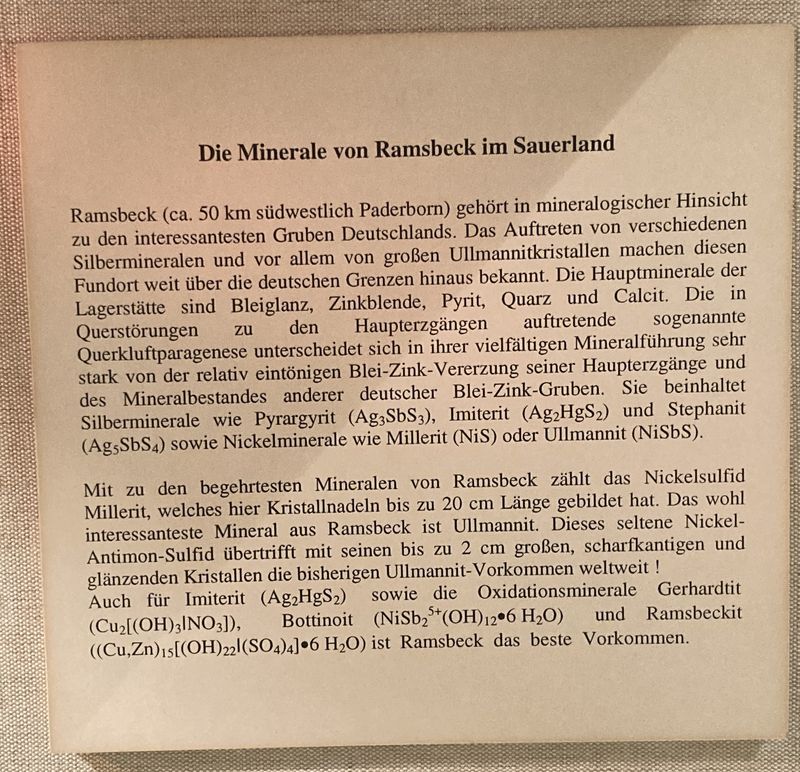 Die Minerale von Ramsbeck im Sauerland
Ramsbeck (ca. 50 km südwestlich Paderborn) gehört in mineralogischer Hinsicht
zu den interessantesten Gruben Deutschlands. Das Auftreten von verschiedenen
Silbermineralen und vor allem von großen Ullmannitkristallen machen diesen
Fundort weit über die deutschen Grenzen hinaus bekannt. Die Hauptminerale der
Lagerstätte sind Bleiglanz, Zinkblende, Pyrit, Quarz und Calcit. Die in
Querstörungen zu den Haupterzgängen auftretende sogenannte
Querkluftparagenese unterscheidet sich in ihrer vielfältigen Mineralführung sehr
stark von der relativ eintönigen Blei-Zink-Vererzung seiner Haupterzgänge und
des Mineralbestandes anderer deutscher Blei-Zink-Gruben. Sie beinhaltet
Silberminerale wie Pyrargyrit (Ag₃SbS₃), Imiterit (Ag₂HgS₂) und Stephanit
(Ag₅SbS₄) sowie Nickelminerale wie Millerit (NiS) oder Ullmannit (NiSbS).
Mit zu den begehrtesten Mineralen von Ramsbeck zählt das Nickelsulfid
Millerit, welches hier Kristallnadeln bis zu 20 cm Länge gebildet hat. Das wohl
interessanteste Mineral aus Ramsbeck ist Ullmannit. Dieses seltene Nickel-
Antimon-Sulfid übertrifft mit seinen bis zu 2 cm großen, scharfkantigen und
glänzenden Kristallen die bisherigen Ullmannit-Vorkommen weltweit !
Auch für Imiterit (Ag₂HgS₂) sowie die Oxidationsminerale Gerhardtit
(Cu₂[(OH)₃|NO₃]), Bottinoit (NiSb₂⁵⁺(OH)₁₂•6 H₂O) und Ramsbeckit
((Cu,Zn)₁₅[(OH)₂₂|(SO₄)₄]•6 H₂O) ist Ramsbeck das beste Vorkommen.